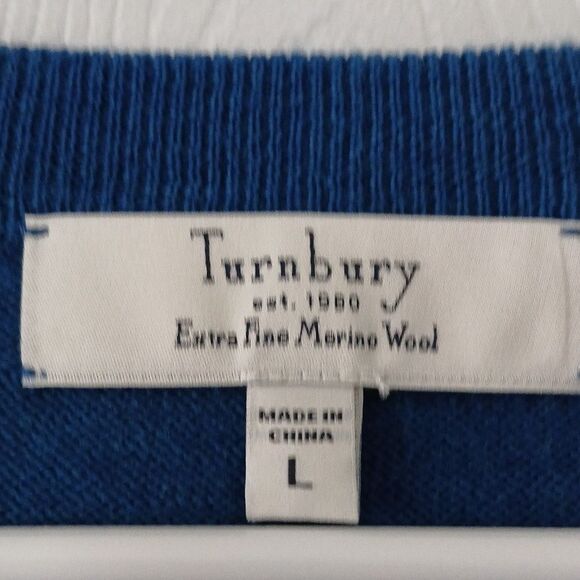 Turnbury
est. 1980
Extra Fine Merino Wool
MADE IN
CHINA
L